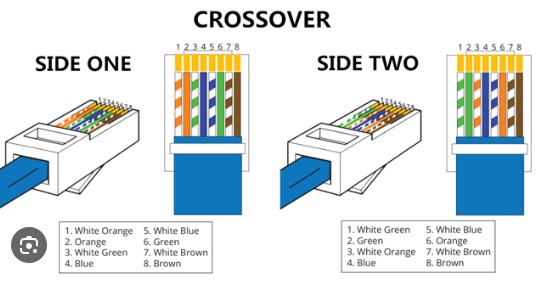 CROSSOVER
SIDE ONE
1 2 3 4 5 6 7 8
SIDE TWO
1 2 3 4 5 6 7 8
1. White Orange 5. White Blue
2. Orange 6. Green
3. White Green 7. White Brown
4. Blue 8. Brown
1. White Green 5. White Blue
2. Green 6. Orange
3. White Orange 7. White Brown
4. Blue 8. Brown